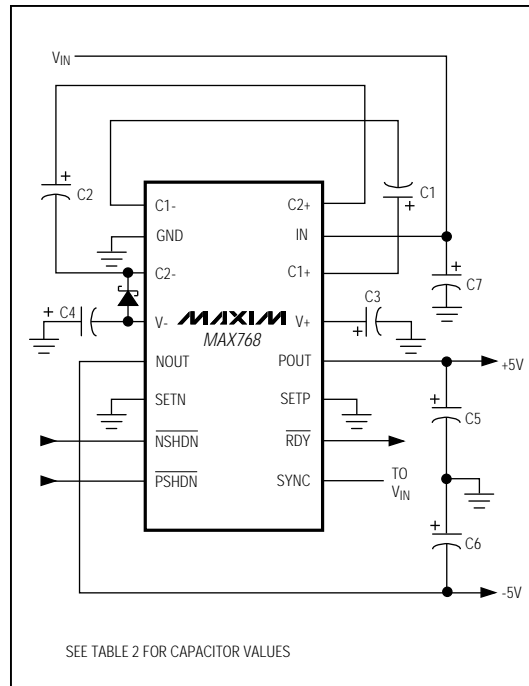 VIN
C2
C1
C1-
C2+
GND
IN
C2-
C1+
C7
C4
C3
V-
MAXIM
V+
MAX768
NOUT
POUT
+5V
SETN
SETP
C5
NSHDN
RDY
PSHDN
SYNC
TO
VIN
C6
-5V
SEE TABLE 2 FOR CAPACITOR VALUES